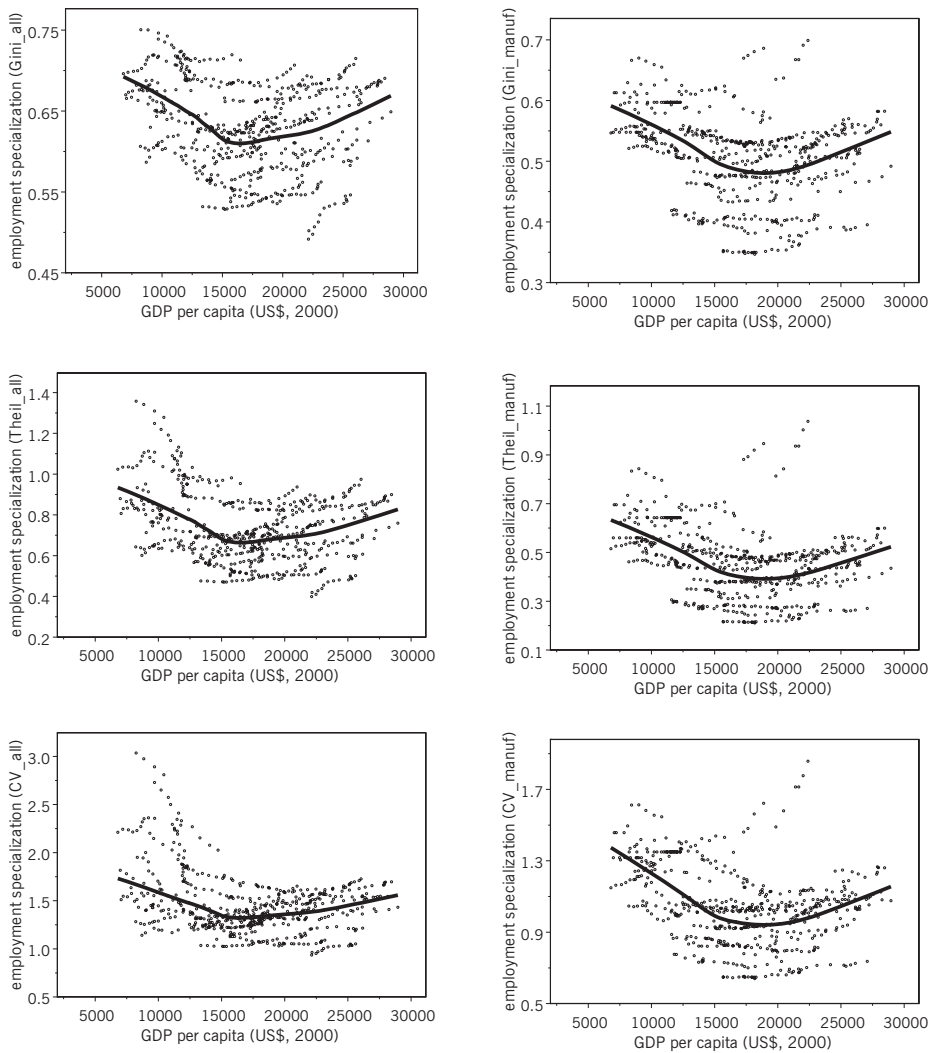 employment specialization (Gini_all)
0.75
0.65
0.55
0.45
5000 10000 15000 20000 25000 30000
GDP per capita (US$, 2000)
employment specialization (Gini_manuf)
0.7
0.6
0.5
0.4
0.3
5000 10000 15000 20000 25000 30000
GDP per capita (US$, 2000)
employment specialization (Theil_all)
1.4
1.2
1.0
0.8
0.6
0.4
0.2
5000 10000 15000 20000 25000 30000
GDP per capita (US$, 2000)
employment specialization (Theil_manuf)
1.1
0.9
0.7
0.5
0.3
0.1
5000 10000 15000 20000 25000 30000
GDP per capita (US$, 2000)
employment specialization (CV_all)
3.0
2.5
2.0
1.5
1.0
0.5
5000 10000 15000 20000 25000 30000
GDP per capita (US$, 2000)
employment specialization (CV_manuf)
1.7
1.3
0.9
0.5
5000 10000 15000 20000 25000 30000
GDP per capita (US$, 2000)